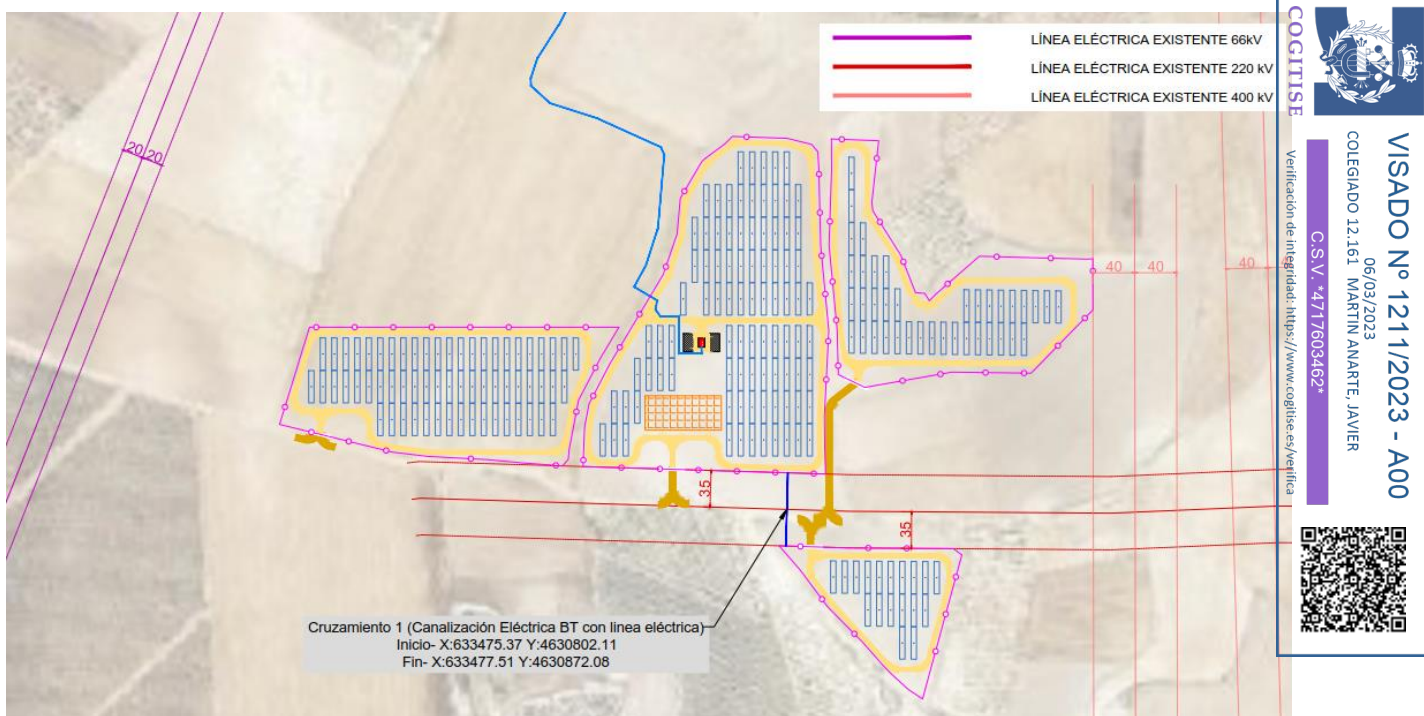 LÍNEA ELÉCTRICA EXISTENTE 66kV
LÍNEA ELÉCTRICA EXISTENTE 220 kV
LÍNEA ELÉCTRICA EXISTENTE 400 kV
20 20
40 40
40
35
35
Cruzamiento 1 (Canalización Eléctrica BT con linea eléctrica)
Inicio- X:633475.37 Y:4630802.11
Fin- X:633477.51 Y:4630872.08
COGITISE
VISADO Nº 1211/2023 - A00
06/03/2023
COLEGIADO 12.161 MARTIN ANARTE, JAVIER
C.S.V. *4717603462*
Verificación de integridad: https://www.cogitise.es/verifica